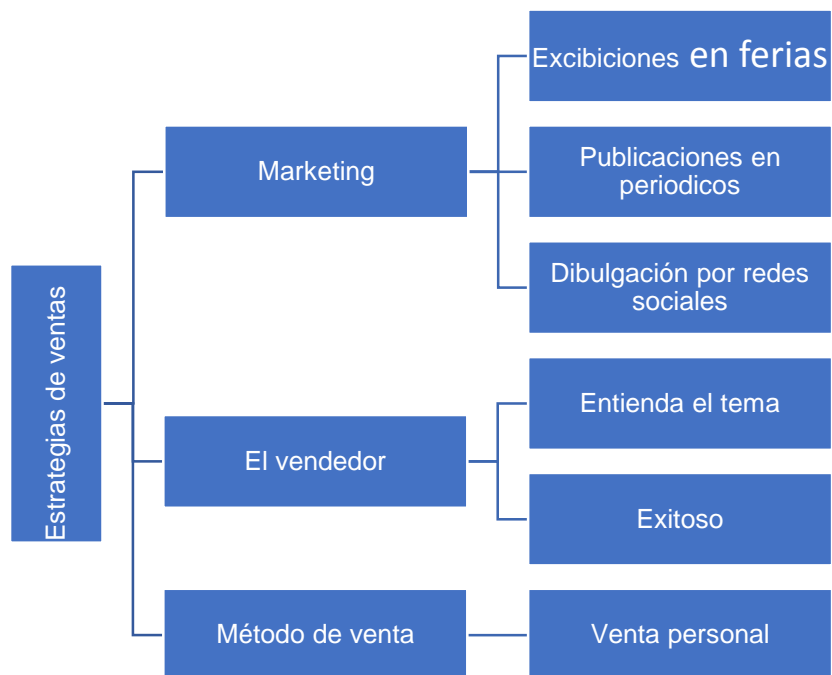 Estrategias de ventas
Marketing
Excibiciones en ferias
Publicaciones en
periodicos
Dibulgación por redes
sociales
El vendedor
Entienda el tema
Exitoso
Método de venta
Venta personal